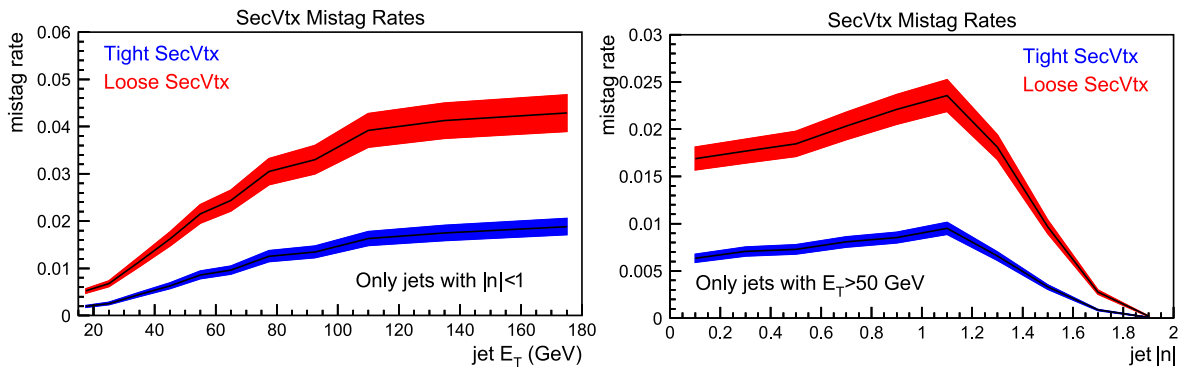 SecVtx Mistag Rates
mistag rate
0.06
0.05
0.04
0.03
0.02
0.01
0
Tight SecVtx
Loose SecVtx
Only jets with |η|<1
20 40 60 80 100 120 140 160 180
jet E_T (GeV)
SecVtx Mistag Rates
mistag rate
0.03
0.025
0.02
0.015
0.01
0.005
0
Tight SecVtx
Loose SecVtx
Only jets with E_T>50 GeV
0 0.2 0.4 0.6 0.8 1 1.2 1.4 1.6 1.8 2
jet |η|